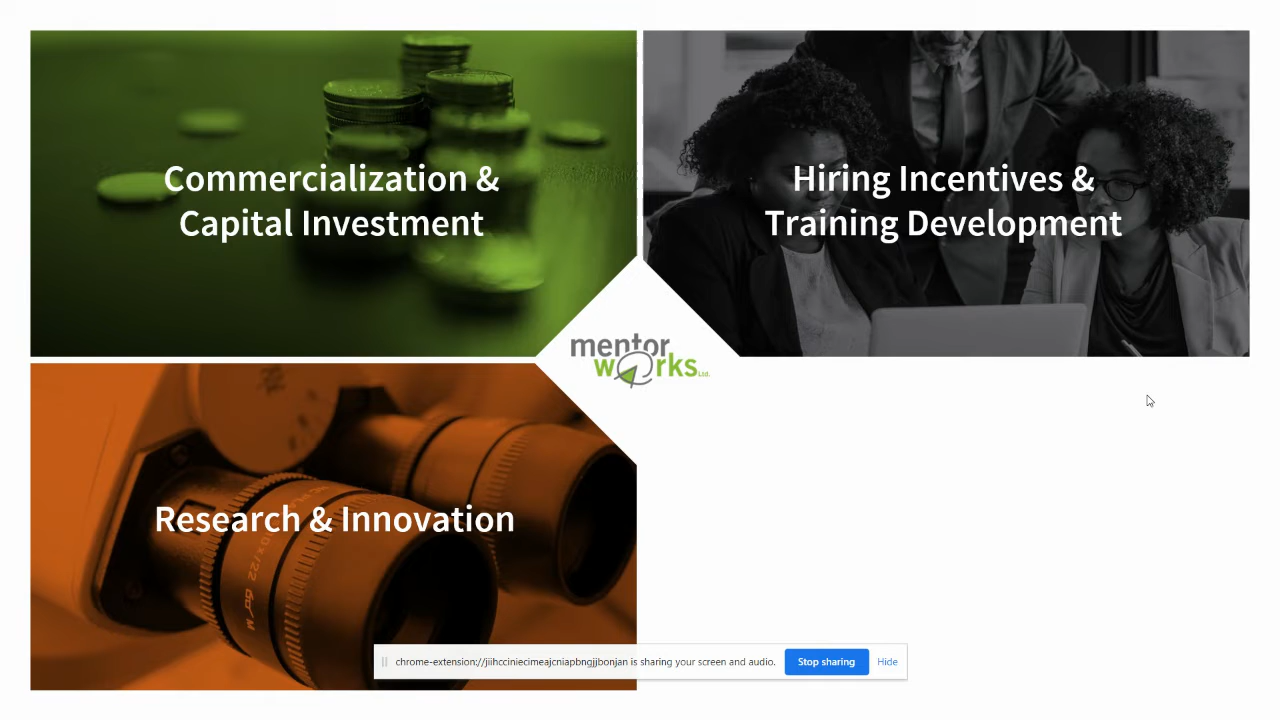 Commercialization &
Capital Investment
Hiring Incentives &
Training Development
mentor
works Ltd.
Research & Innovation
chrome-extension://jiihcciniecimeajcniapbngjjbonjan is sharing your screen and audio.
Stop sharing
Hide